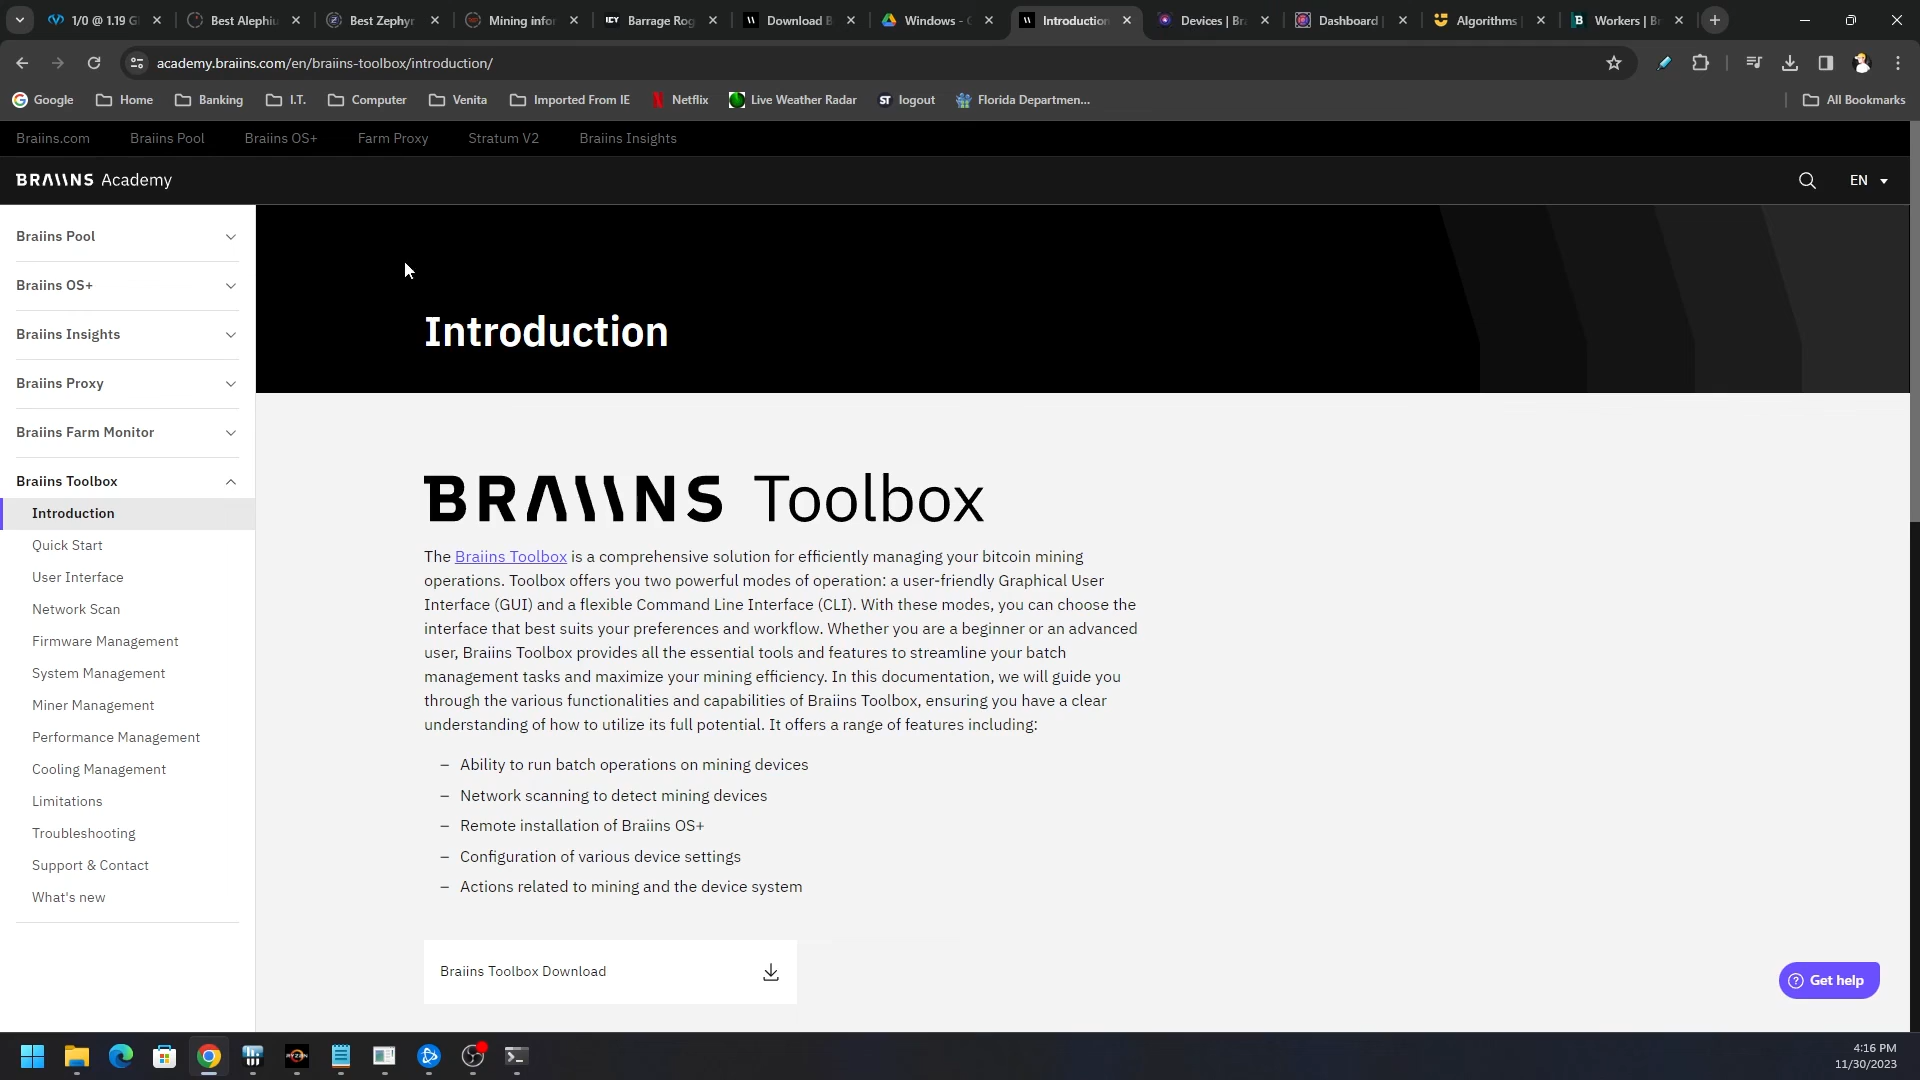 1/0 @ 1.19 G
Best Alephiu
Best Zephyr
Mining infor
Barrage Rog
Download B
Windows - G
Introduction
Devices | Bra
Dashboard |
Algorithms |
Workers | Br
academy.braiins.com/en/braiins-toolbox/introduction/
Google
Home
Banking
I.T.
Computer
Venita
Imported From IE
Netflix
Live Weather Radar
ST logout
Florida Departmen...
All Bookmarks
Braiins.com
Braiins Pool
Braiins OS+
Farm Proxy
Stratum V2
Braiins Insights
BRAIINS Academy
EN
Braiins Pool
Braiins OS+
Braiins Insights
Braiins Proxy
Braiins Farm Monitor
Braiins Toolbox
Introduction
Quick Start
User Interface
Network Scan
Firmware Management
System Management
Miner Management
Performance Management
Cooling Management
Limitations
Troubleshooting
Support & Contact
What's new
Introduction
BRAIINS Toolbox
The Braiins Toolbox is a comprehensive solution for efficiently managing your bitcoin mining
operations. Toolbox offers you two powerful modes of operation: a user-friendly Graphical User
Interface (GUI) and a flexible Command Line Interface (CLI). With these modes, you can choose the
interface that best suits your preferences and workflow. Whether you are a beginner or an advanced
user, Braiins Toolbox provides all the essential tools and features to streamline your batch
management tasks and maximize your mining efficiency. In this documentation, we will guide you
through the various functionalities and capabilities of Braiins Toolbox, ensuring you have a clear
understanding of how to utilize its full potential. It offers a range of features including:
– Ability to run batch operations on mining devices
– Network scanning to detect mining devices
– Remote installation of Braiins OS+
– Configuration of various device settings
– Actions related to mining and the device system
Braiins Toolbox Download
Get help
RYZEN
4:16 PM
11/30/2023